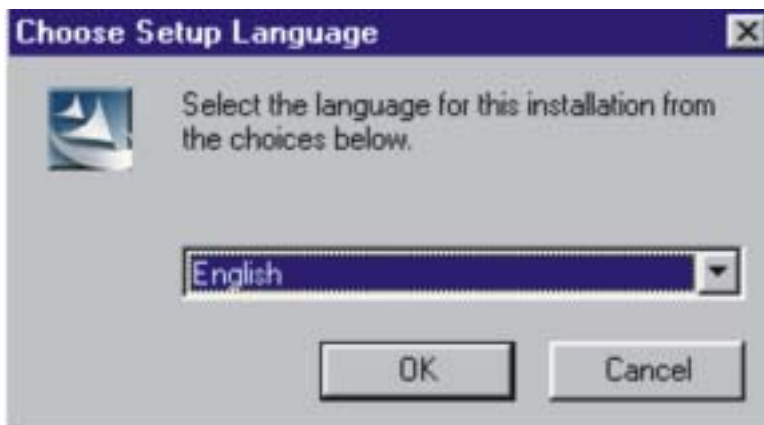 Choose Setup Language
Select the language for this installation from
the choices below.
English
OK
Cancel